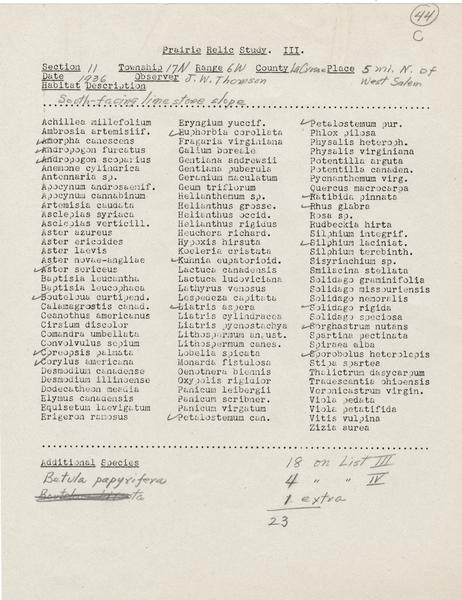 44
C
Prairie Relic Study. III.
Section 11 Township 17N Range 6W County LaCrosse Place 5 mi. N. of
Date 1936 Observer J. W. Thomson West Salem
Habitat Description
South-facing limestone slope
Achillea millefolium Eryngium yuccif. ✓Petalostemum pur.
Ambrosia artemisiif. ✓Euphorbia corollata Phlox pilosa
✓Amorpha canescens Fragaria virginiana Physalis heteroph.
✓Andropogon furcatus Galium boreale Physalis virginiana
✓Andropogon scoparius Gentiana andrewsii Potentilla arguta
Anemone cylindrica Gentiana puberula Potentilla canaden.
Antennaria sp. Geranium maculatum Pycnanthemum virg.
Apocynum androsaemif. Geum triflorum Quercus macrocarpa
Apocynum cannabinum Helianthemum sp. ✓Ratibida pinnata
Artemisia caudata Helianthus grosse. ✓Rhus glabra
Asclepias syriaca Helianthus occid. Rosa sp.
Asclepias verticill. Helianthus rigidus Rudbeckia hirta
Aster azureus Heuchera richard. Silphium integrif.
Aster ericoides Hypoxis hirsuta ✓Silphium laciniat.
Aster laevis Koeleria cristata Silphium terebinth.
Aster novae-angliae ✓Kuhnia eupatorioid. Sisyrichium sp.
✓Aster sericeus Lactuca canadensis Smilacina stellata
Baptisia leucantha Lactuca ludoviciana Solidago graminifolia
Baptisia leucophaea Lathyrus venosus Solidago missouriensis
✓Bouteloua curtipend. Lespedeza capitata Solidago nemoralis
Calamagrostis canad. ✓Liatris aspera ✓Solidago rigida
Ceanothus americanus Liatris cylindracea Solidago speciosa
Cirsium discolor Liatris pycnostachya ✓Sorghastrum nutans
Comandra umbellata Lithospermum angust. Spartina pectinata
Convolvulus sepium Lithospermum canes. Spiraea alba
✓Coreopsis palmata Lobelia spicata ✓Sporobolus heterolepis
✓Corylus americana Monarda fistulosa Stipa spartea
Desmodium canadense Oenothera biennis Thalictrum dasycarpum
Desmodium illinoense Oxypolis rigidior Tradescantia ohioensis
Dodecatheon meadia Panicum leibergii Veronicastrum virgin.
Elymus canadensis Panicum scribner. Viola pedata
Equisetum laevigatum Panicum virgatum Viola pedatifida
Erigeron ramosus ✓Petalostemum can. Vitis vulpina
Zizia aurea
Additional Species 18 on List III
Betula papyrifera 4 " " IV
Bouteloua hirsuta 1 extra
23